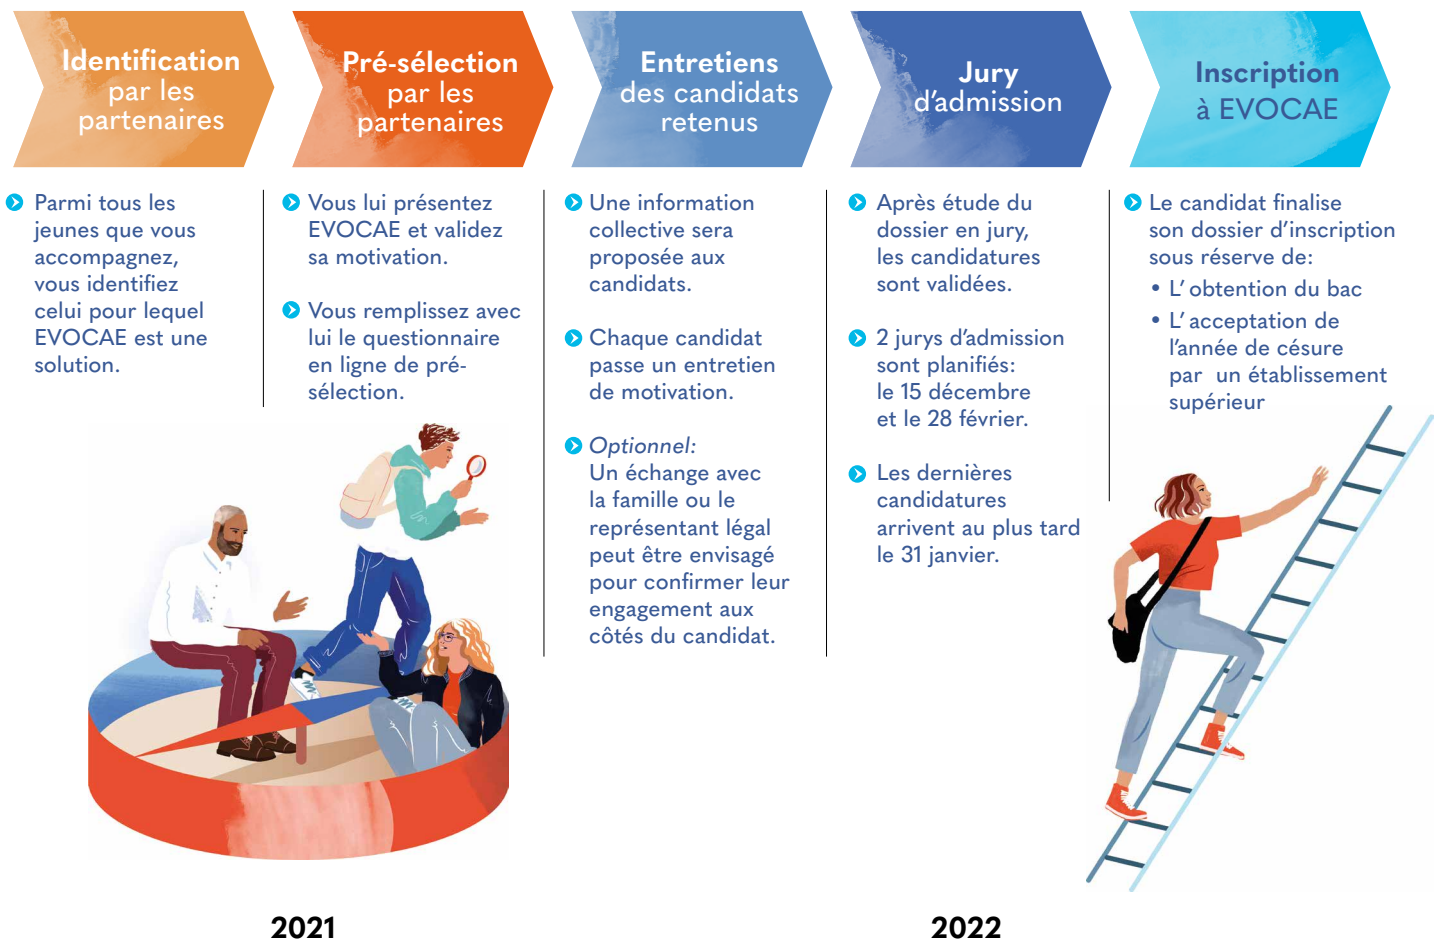 Identification
par les
partenaires
Pré-sélection
par les
partenaires
Entretiens
des candidats
retenus
Jury
d'admission
Inscription
à EVOCAE
Parmi tous les
jeunes que vous
accompagnez,
vous identifiez
celui pour lequel
EVOCAE est une
solution.
Vous lui présentez
EVOCAE et validez
sa motivation.
Vous remplissez avec
lui le questionnaire
en ligne de pré-
sélection.
Une information
collective sera
proposée aux
candidats.
Chaque candidat
passe un entretien
de motivation.
Optionnel:
Un échange avec
la famille ou le
représentant légal
peut être envisagé
pour confirmer leur
engagement aux
côtés du candidat.
Après étude du
dossier en jury,
les candidatures
sont validées.
2 jurys d'admission
sont planifiés:
le 15 décembre
et le 28 février.
Les dernières
candidatures
arrivent au plus tard
le 31 janvier.
Le candidat finalise
son dossier d'inscription
sous réserve de:
• L' obtention du bac
• L' acceptation de
l'année de césure
par un établissement
supérieur
2021
2022